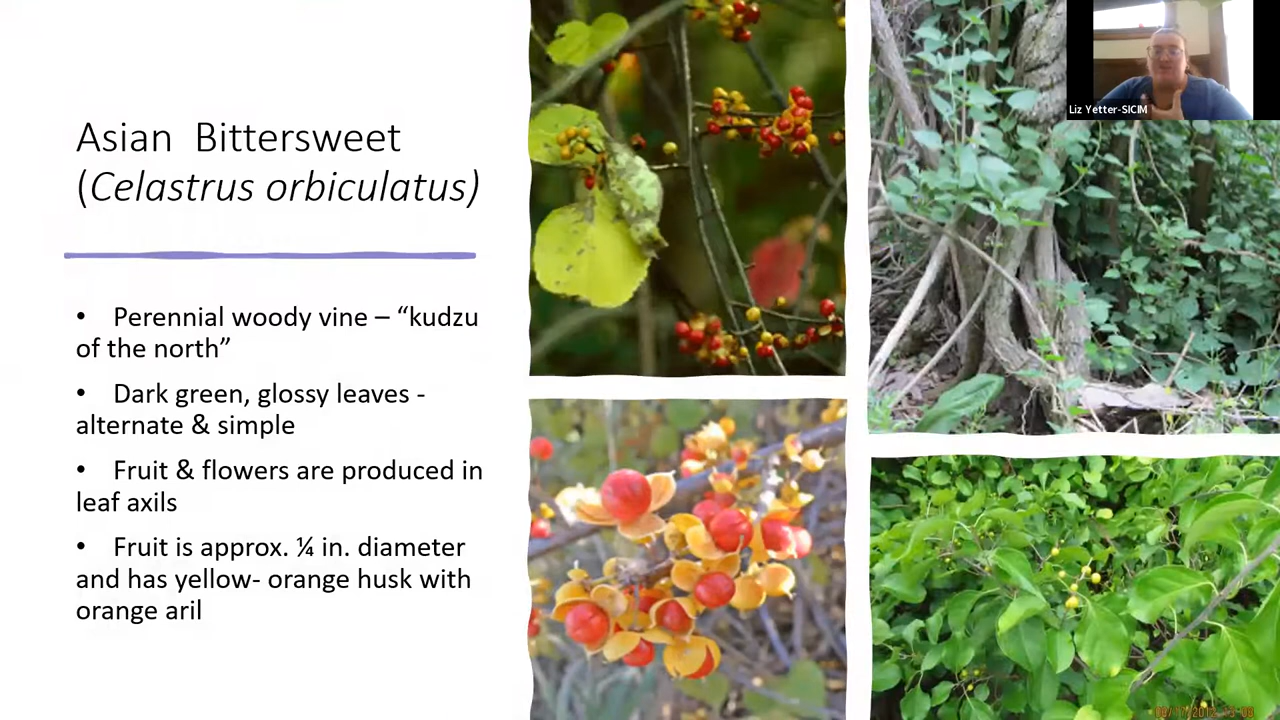 Asian  Bittersweet
(Celastrus orbiculatus)
• Perennial woody vine – “kudzu
of the north”
• Dark green, glossy leaves -
alternate & simple
• Fruit & flowers are produced in
leaf axils
• Fruit is approx. ¼ in. diameter
and has yellow- orange husk with
orange aril
Liz Yetter-SICIM